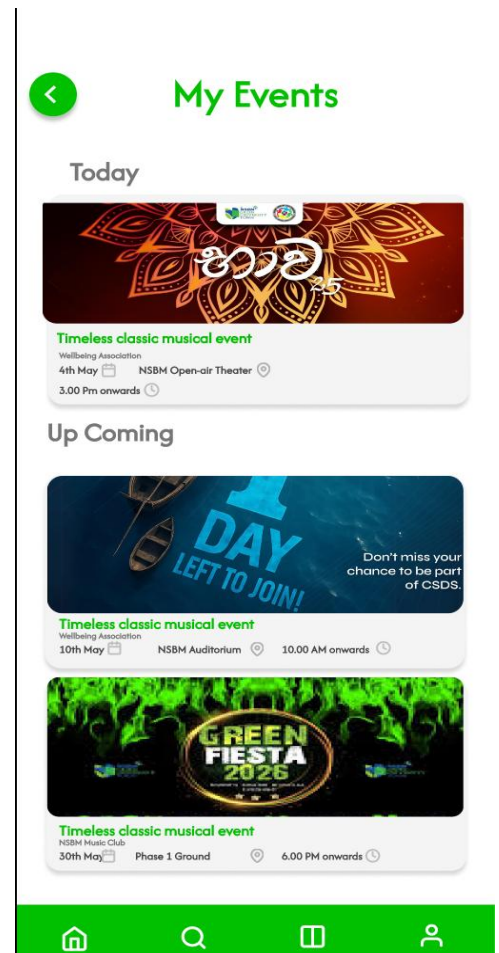 My Events
Today
භාව
25
Timeless classic musical event
Wellbeing Association
4th May NSBM Open-air Theater
3.00 Pm onwards
Up Coming
1
DAY
LEFT TO JOIN!
Don't miss your
chance to be part
of CSDS.
Timeless classic musical event
Wellbeing Association
10th May NSBM Auditorium 10.00 AM onwards
GREEN
FIESTA
2026
Timeless classic musical event
NSBM Music Club
30th May Phase 1 Ground 6.00 PM onwards